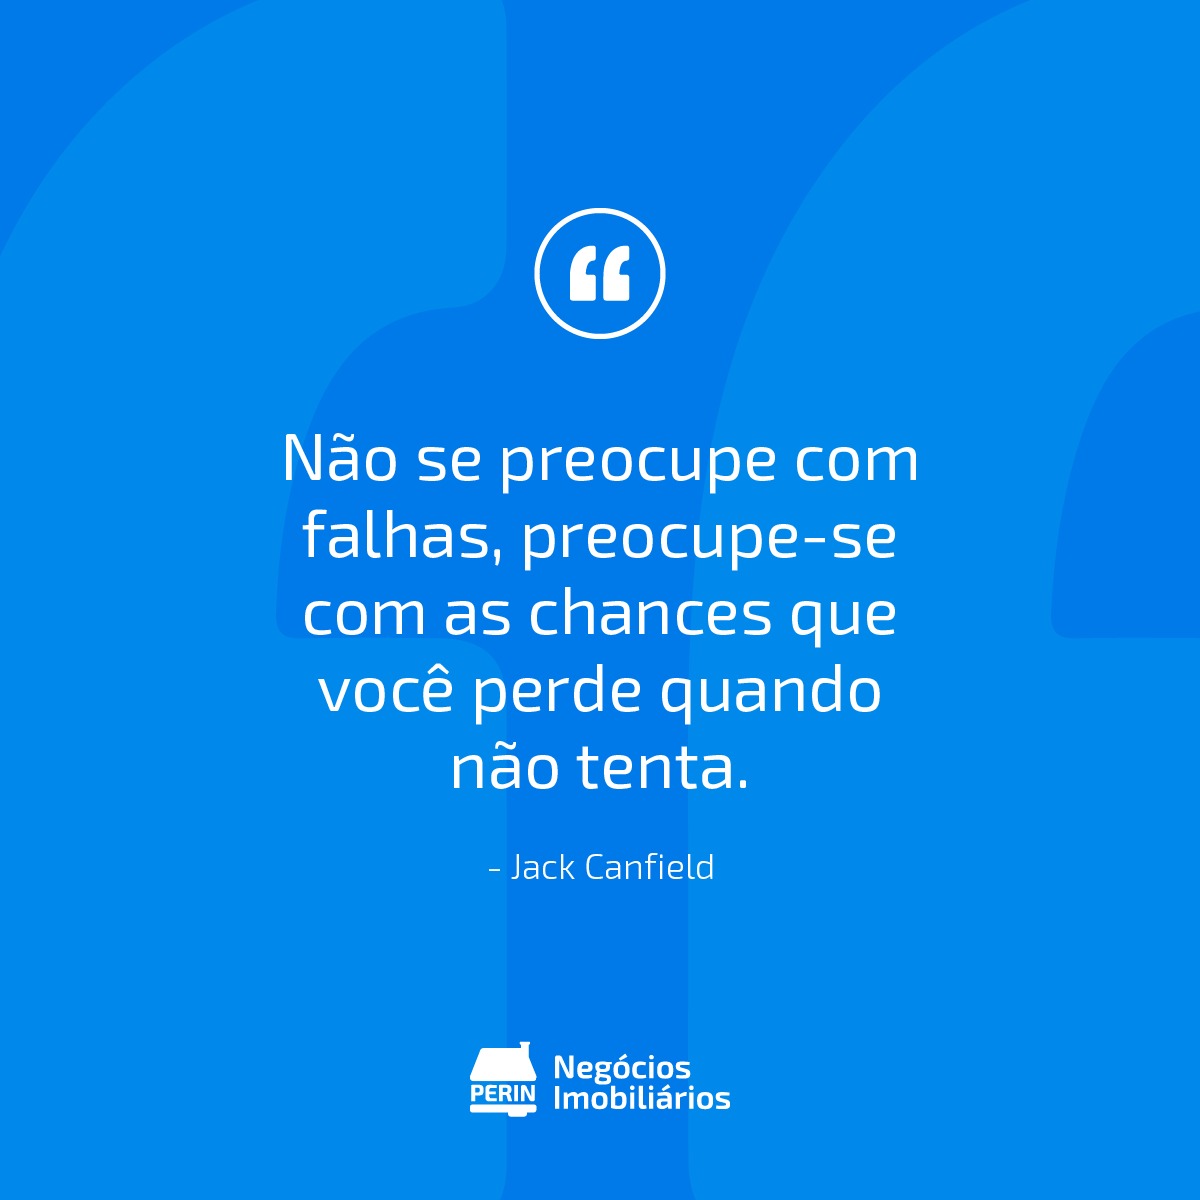 Não se preocupe com
falhas, preocupe-se
com as chances que
você perde quando
não tenta.
- Jack Canfield
PERIN
Negócios
Imobiliários